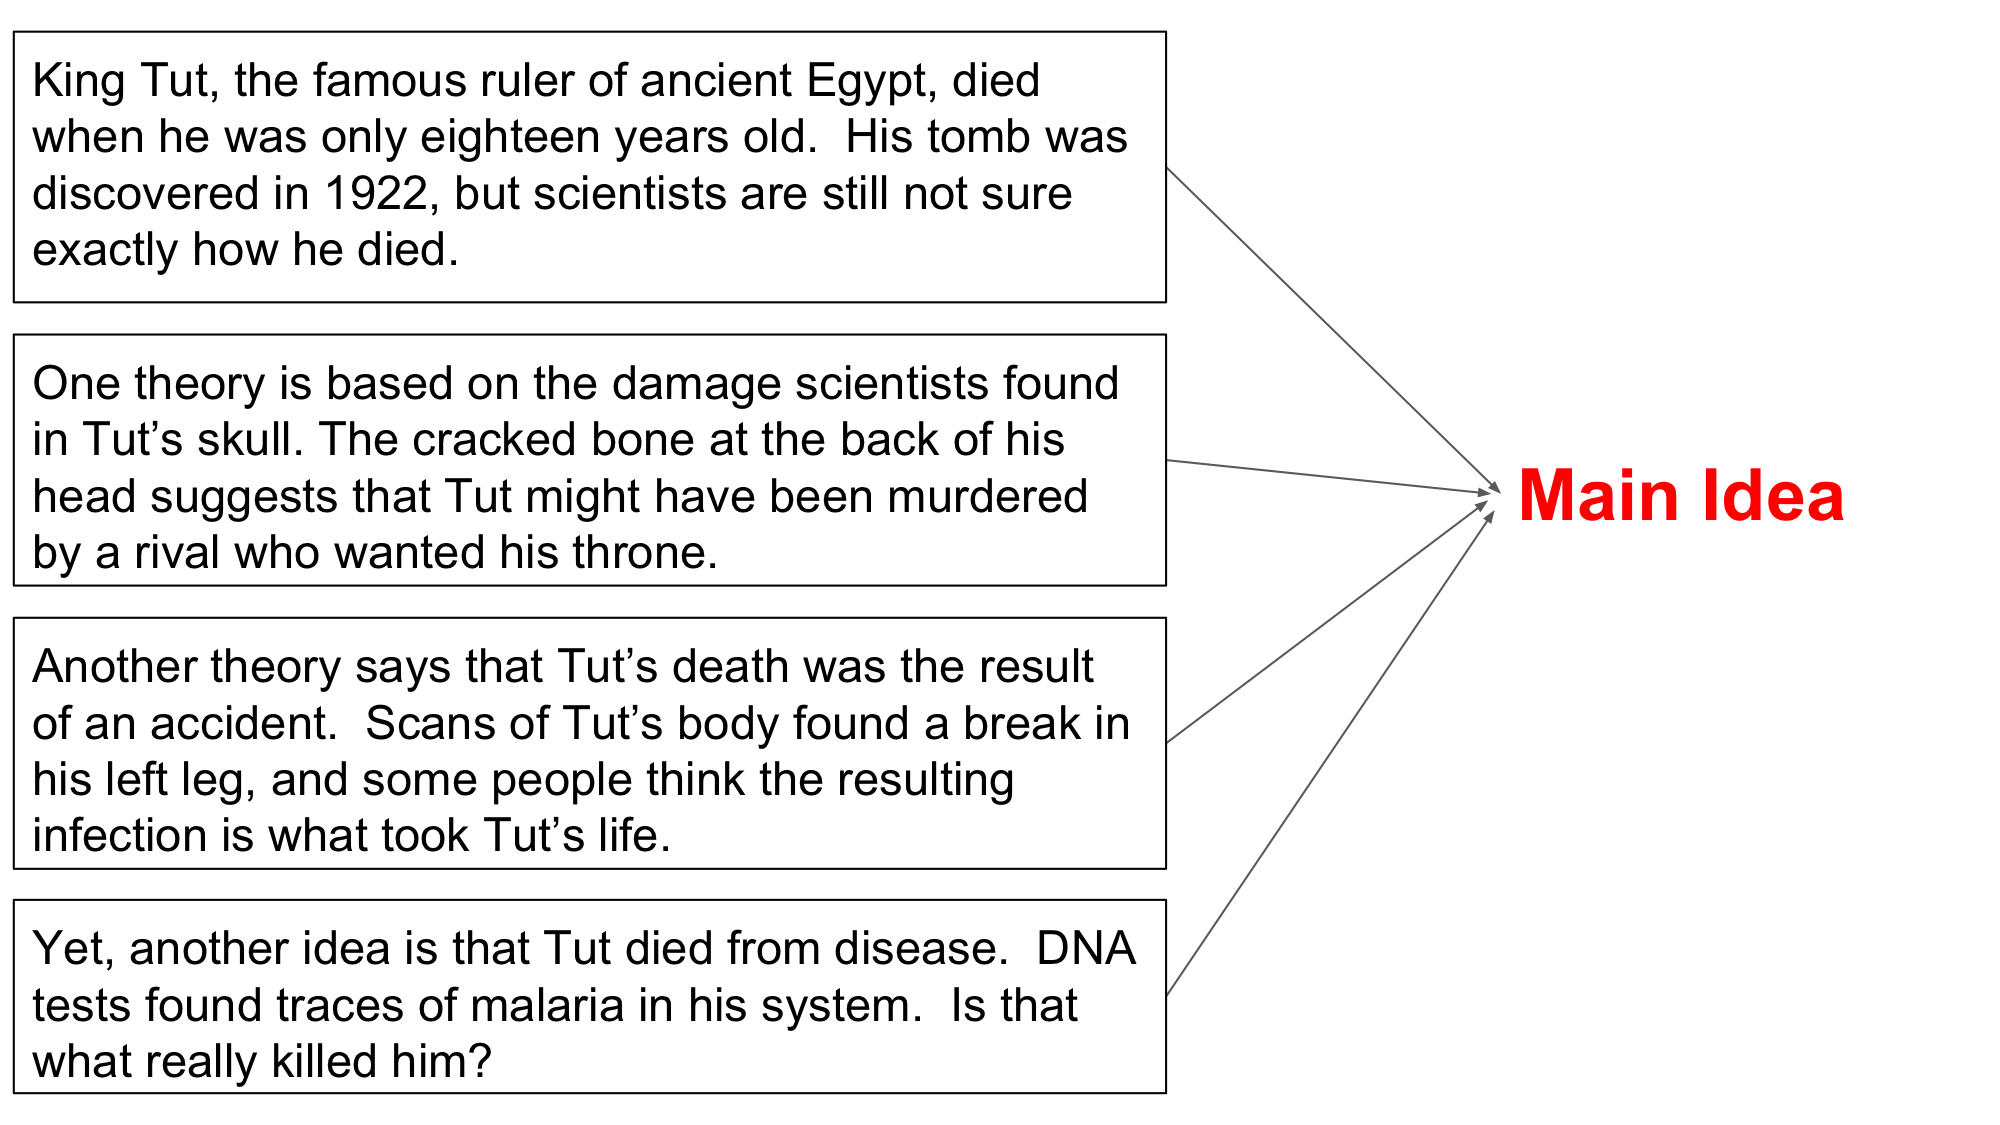 King Tut, the famous ruler of ancient Egypt, died
when he was only eighteen years old.  His tomb was
discovered in 1922, but scientists are still not sure
exactly how he died.
One theory is based on the damage scientists found
in Tut’s skull. The cracked bone at the back of his
head suggests that Tut might have been murdered
by a rival who wanted his throne.
Another theory says that Tut’s death was the result
of an accident.  Scans of Tut’s body found a break in
his left leg, and some people think the resulting
infection is what took Tut’s life.
Yet, another idea is that Tut died from disease.  DNA
tests found traces of malaria in his system.  Is that
what really killed him?
Main Idea